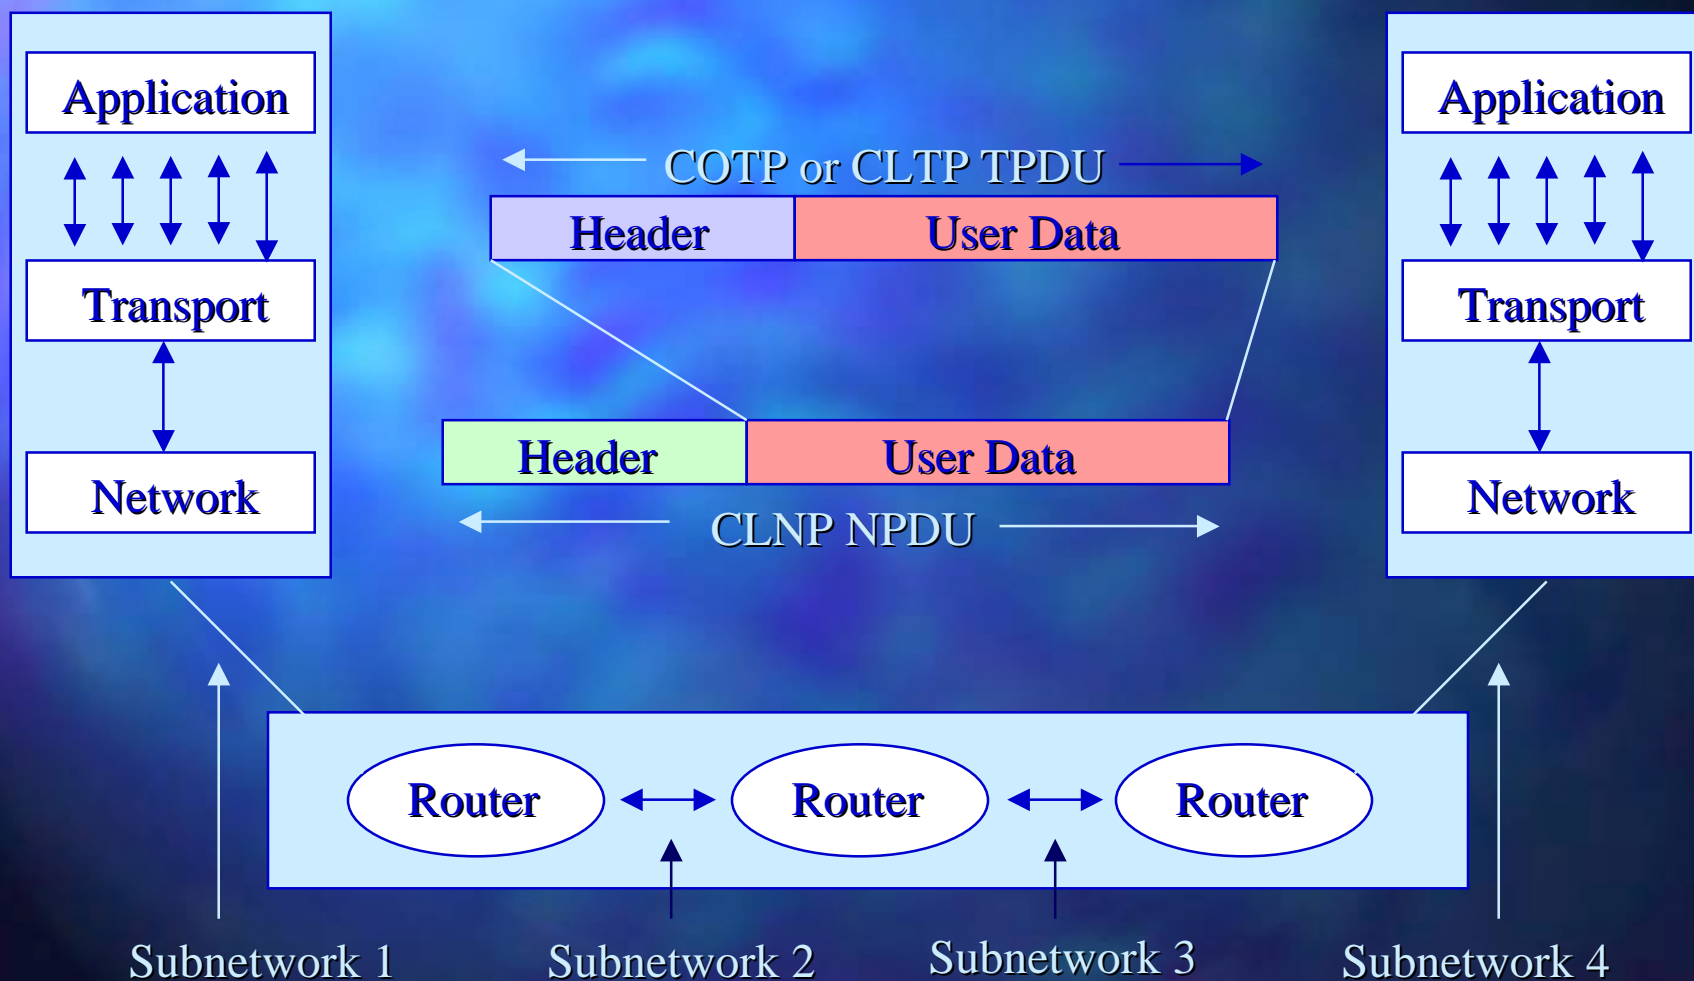 Application
Transport
Network
COTP or CLTP TPDU
Header User Data
Header User Data
CLNP NPDU
Application
Transport
Network
Router Router Router
Subnetwork 1 Subnetwork 2 Subnetwork 3 Subnetwork 4